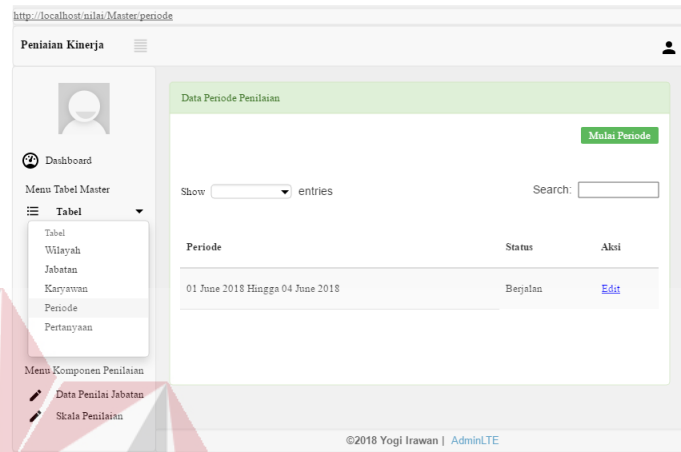 http://localhost/nilai/Master/periode
Peniaian Kinerja
Data Periode Penilaian
Mulai Periode
Dashboard
Menu Tabel Master
Show entries Search:
Tabel
Tabel
Wilayah
Jabatan
Karyawan
Periode
Pertanyaan
Periode Status Aksi
01 June 2018 Hingga 04 June 2018 Berjalan Edit
Menu Komponen Penilaian
Data Penilai Jabatan
Skala Penilaian
©2018 Yogi Irawan | AdminLTE